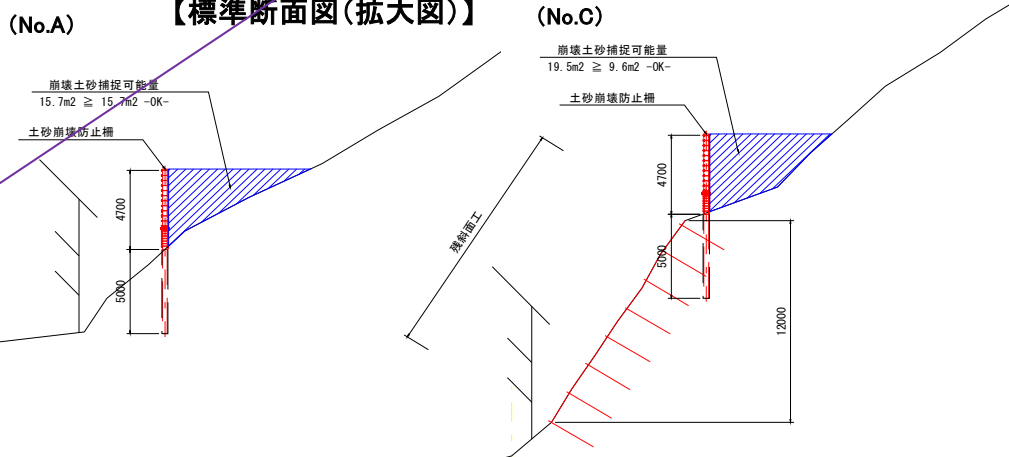 【標準断面図(拡大図)】
(No.A)
崩壊土砂捕捉可能量
15.7m2 ≧ 15.7m2 -OK-
土砂崩壊防止柵
4700
5000
残斜面工
(No.C)
崩壊土砂捕捉可能量
19.5m2 ≧ 9.6m2 -OK-
土砂崩壊防止柵
4700
5000
12000